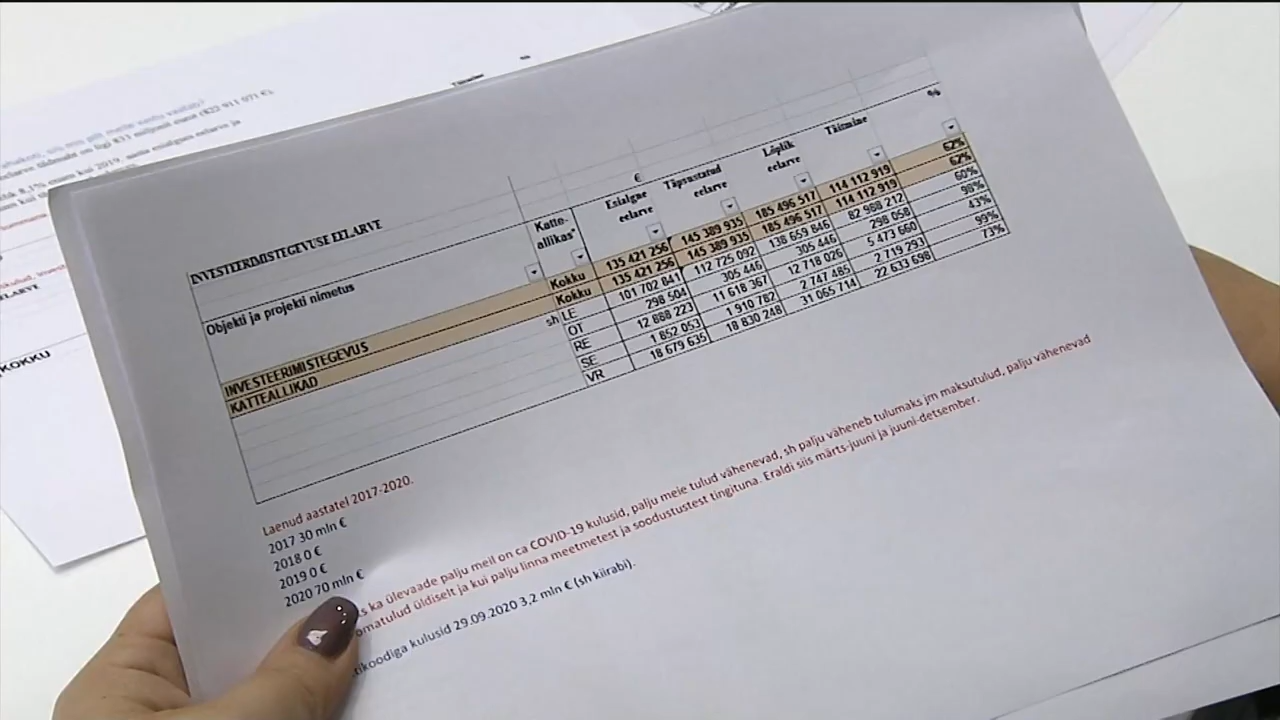 INVESTEERIMISTEGEVUSE EELARVE
€
Objekti ja projekti nimetus Katte-allikas* Esialgne eelarve Täpsustatud eelarve Lõplik eelarve Täitmine %
INVESTEERIMISTEGEVUS Kokku 135 421 256 145 389 935 185 496 517 114 112 919 62%
KATTEALLIKAD Kokku 135 421 256 145 389 935 185 496 517 114 112 919 62%
sh LE 101 702 841 112 725 092 138 659 846 82 988 212 60%
OT 298 504 305 446 305 446 298 058 98%
RE 12 888 223 11 618 367 12 718 026 5 473 660 43%
SE 1 852 053 1 910 782 2 747 485 2 719 293 99%
VR 18 679 635 18 830 248 31 065 714 22 633 698 73%
Laenud aastatel 2017-2020.
2017 30 mln €
2018 0 €
2019 0 €
2020 70 mln €
ka ülevaade palju meil on ca COVID-19 kulusid, palju meie tulud vähenevad, sh palju väheneb tulumaks jm maksutulud, palju vähenevad
omatulud üldiselt ja kui palju linna meetmetest ja soodustustest tingituna. Eraldi siis märts-juuni ja juuni-detsember.
tikoodiga kulusid 29.09.2020 3,2 mln € (sh kiirabi).
KOKKU
Täitmine